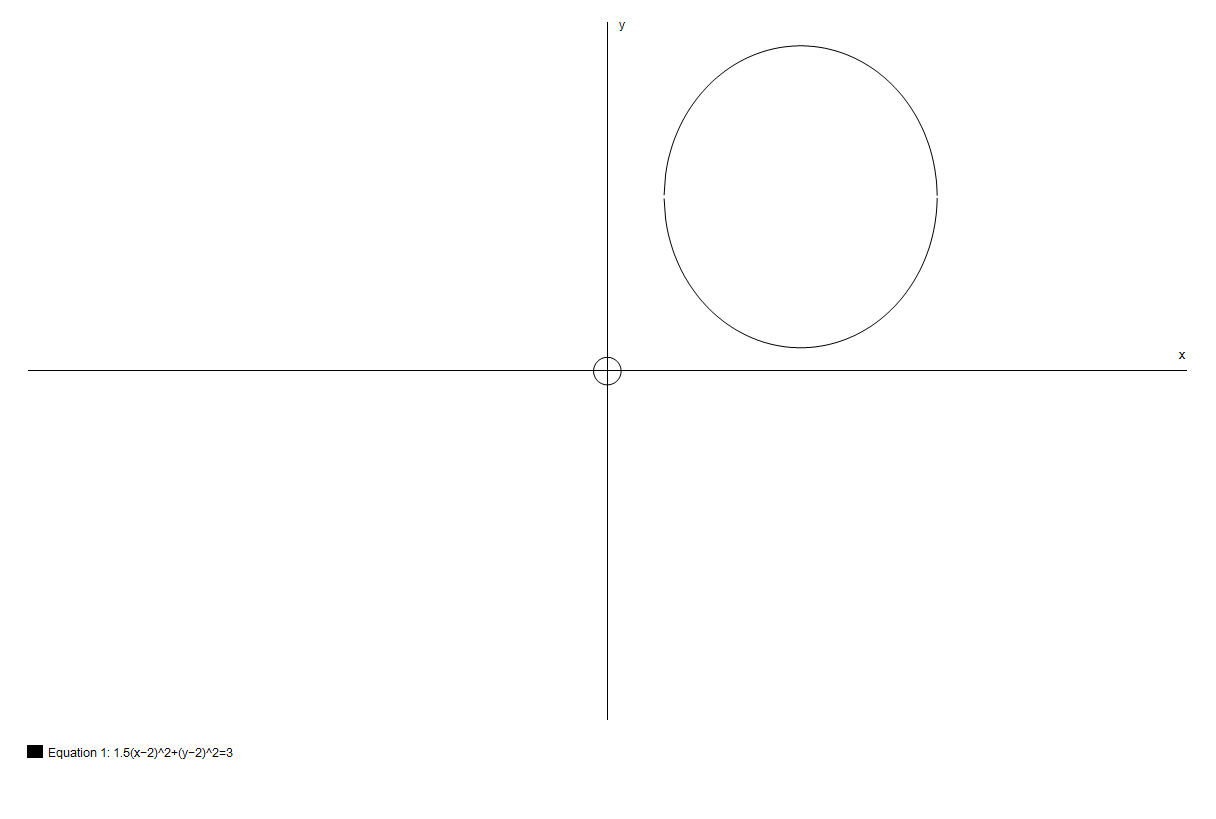 y
x
Equation 1: 1.5(x−2)^2+(y−2)^2=3